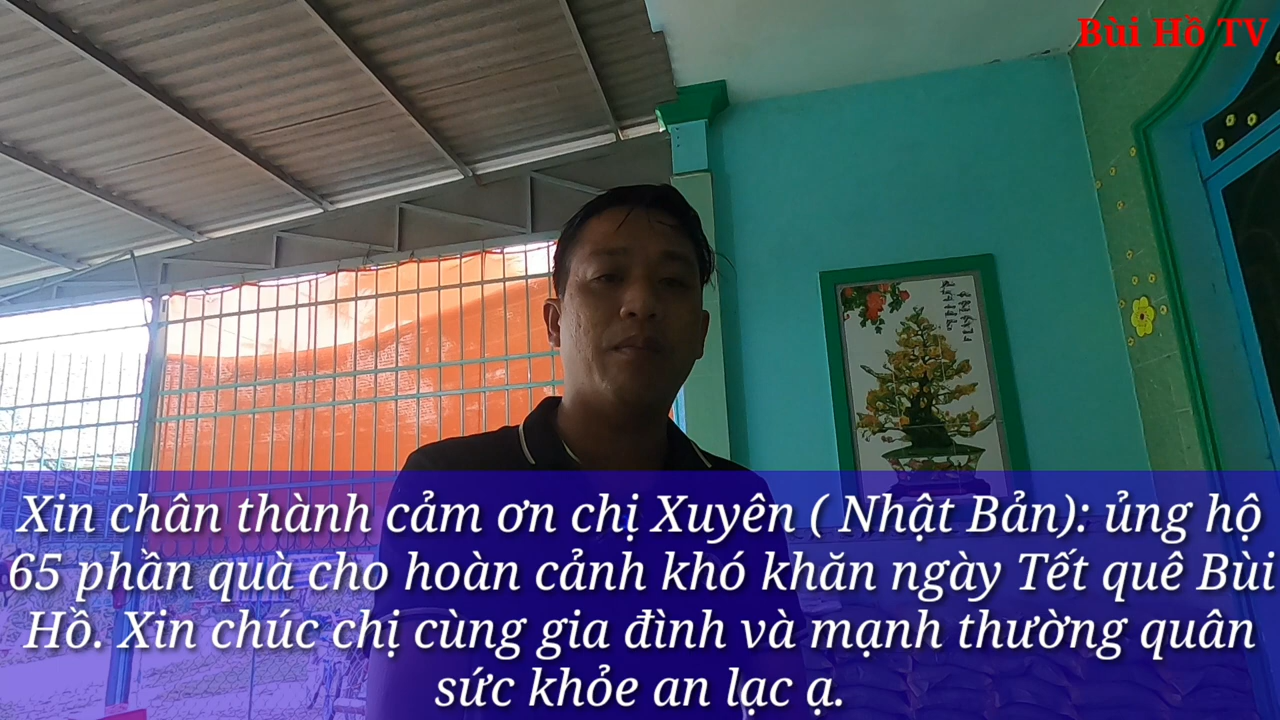 Bùi Hồ TV
Xin chân thành cảm ơn chị Xuyên ( Nhật Bản): ủng hộ
65 phần quà cho hoàn cảnh khó khăn ngày Tết quê Bùi
Hồ. Xin chúc chị cùng gia đình và mạnh thường quân
sức khỏe an lạc ạ.